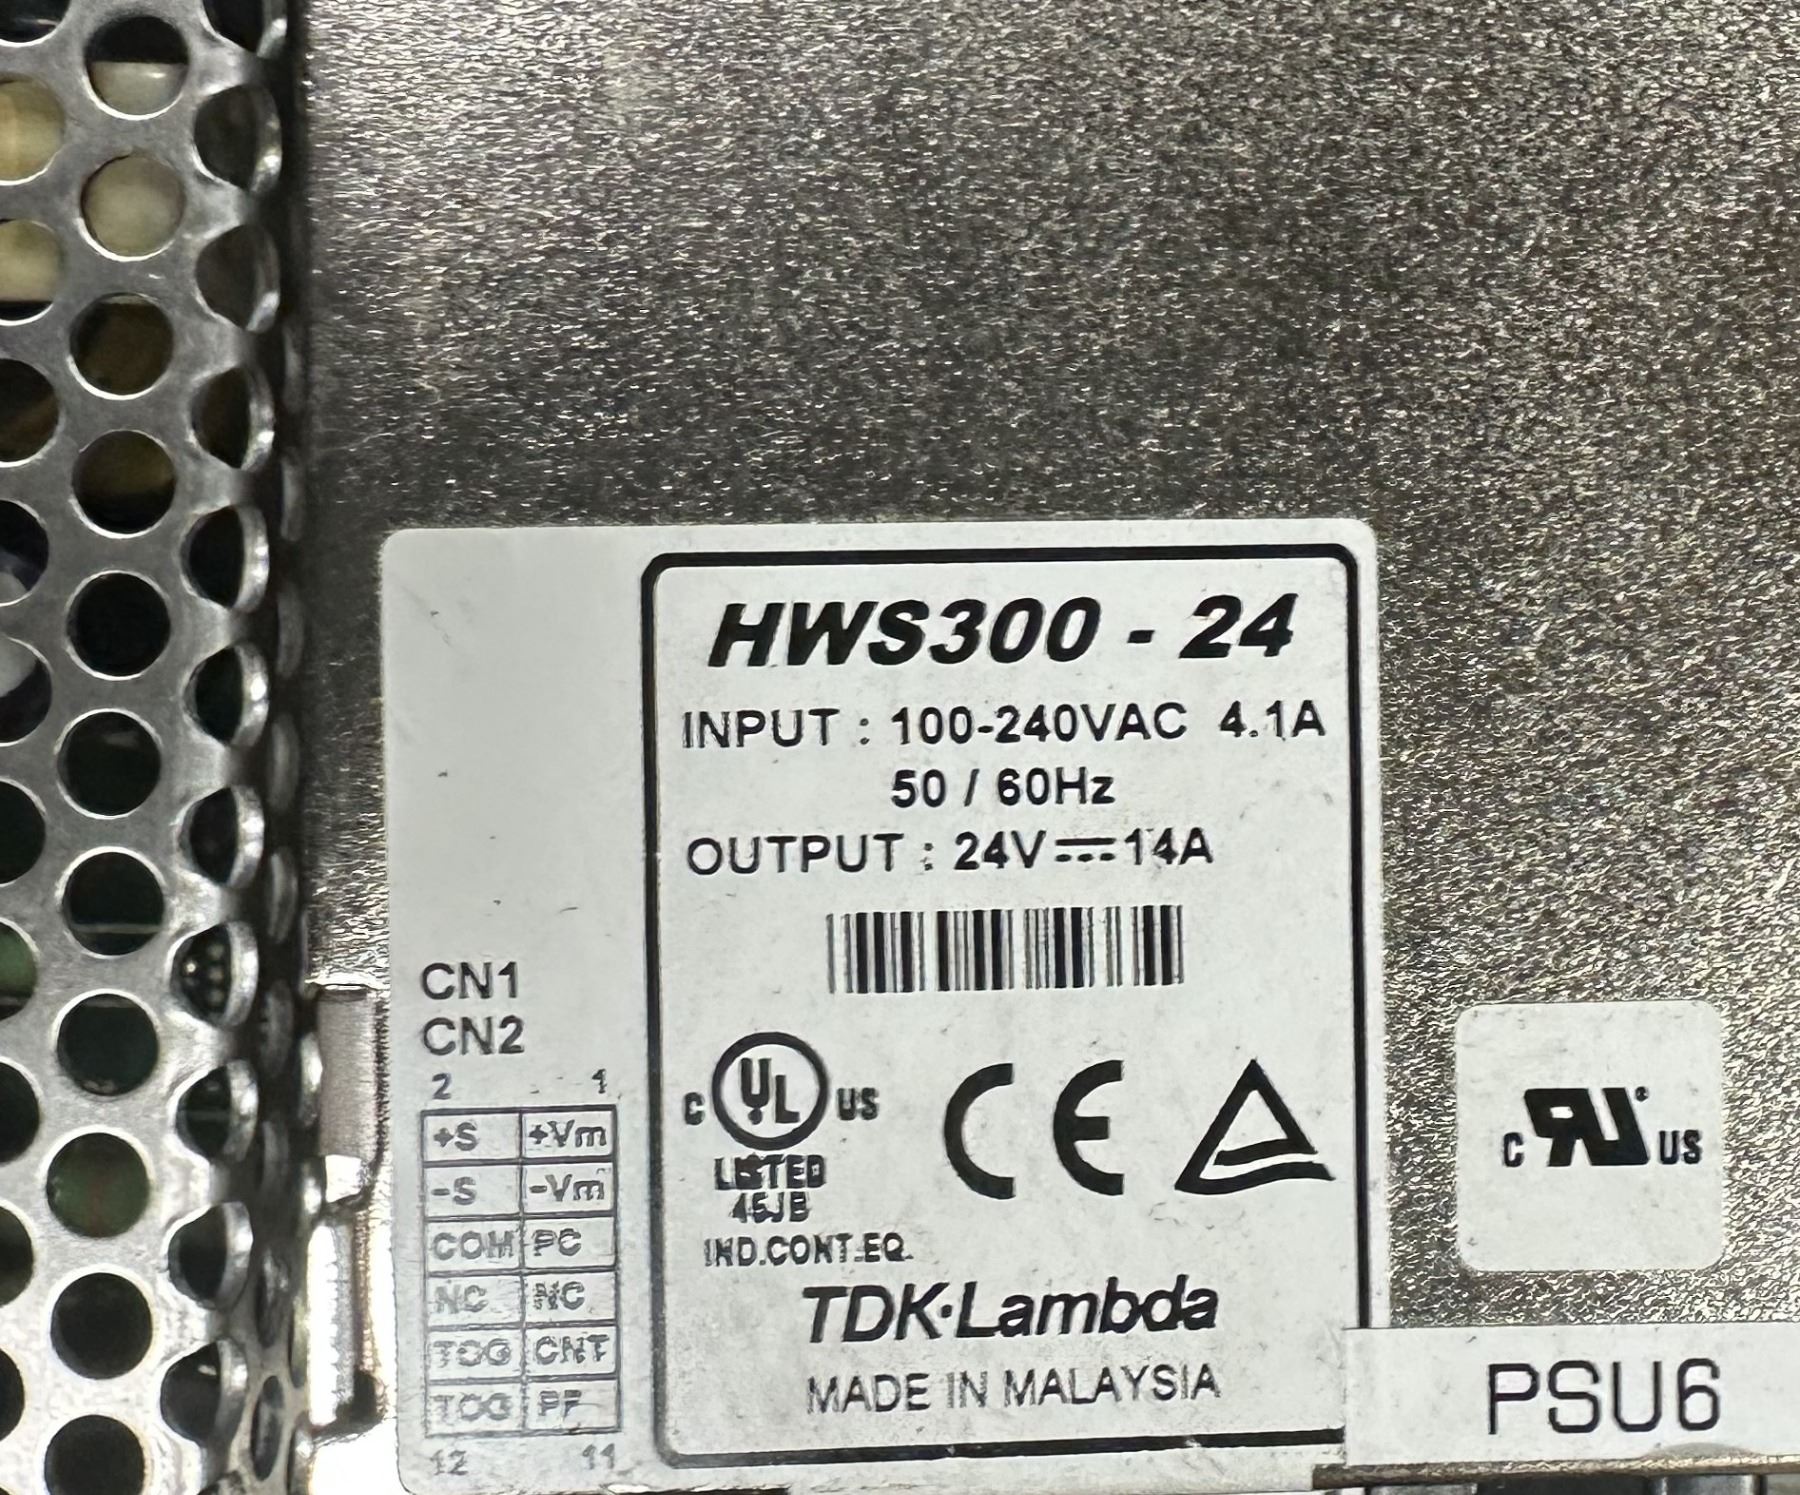 HWS300 - 24
INPUT : 100-240VAC 4.1A
50 / 60Hz
OUTPUT : 24V⎓14A
CN1
CN2
2 1
+S +Vm
-S -Vm
COM PC
NC NC
TOG CNT
TOG PF
12 11
C UL US
LISTED
45JB
IND.CONT.EQ.
CE
TDK·Lambda
MADE IN MALAYSIA
C RU US
PSU6